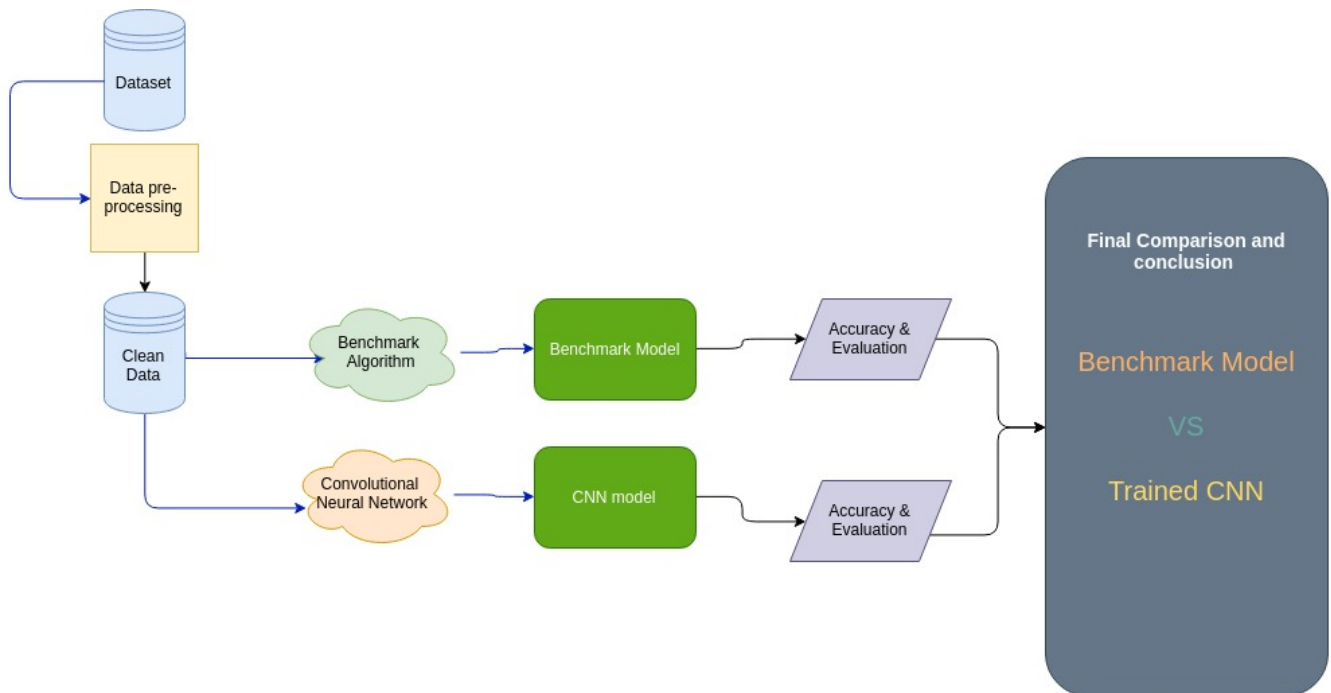 Dataset
Data pre-
processing
Clean
Data
Benchmark
Algorithm
Benchmark Model
Accuracy &
Evaluation
Convolutional
Neural Network
CNN model
Accuracy &
Evaluation
Final Comparison and
conclusion
Benchmark Model
VS
Trained CNN